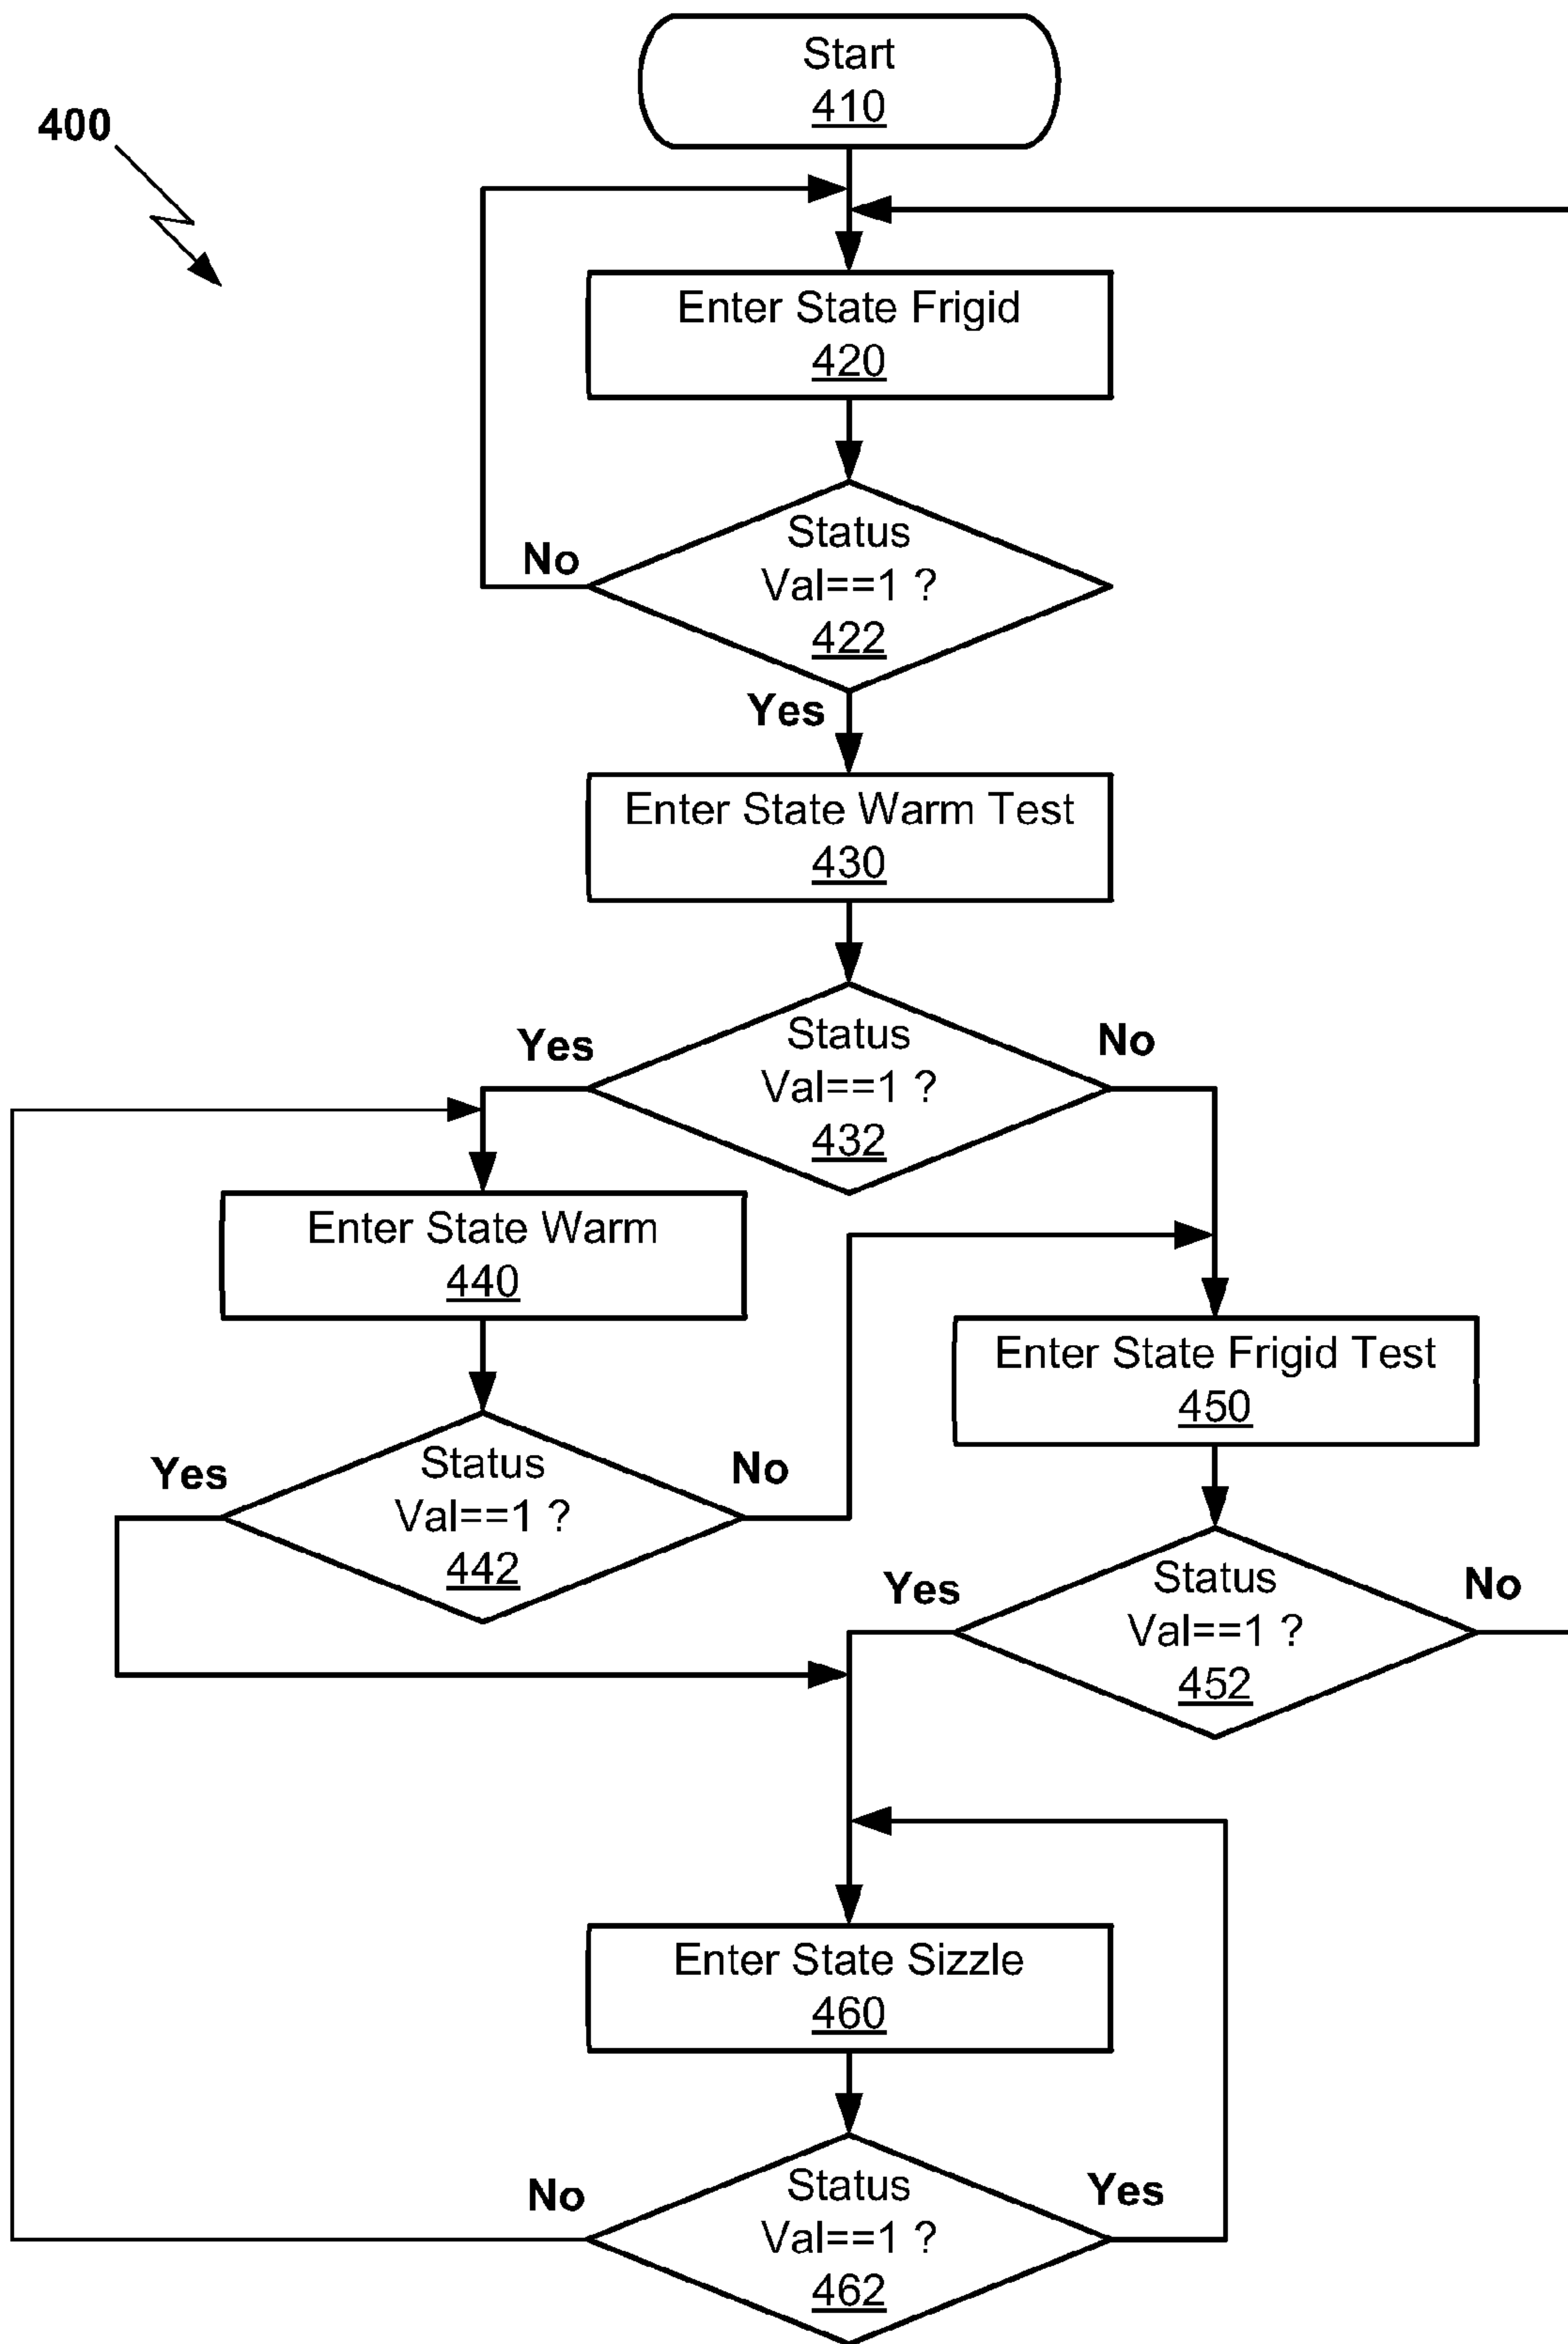 400
Start
410
Enter State Frigid
420
Status
Val==1 ?
422
No
Yes
Enter State Warm Test
430
Status
Val==1 ?
432
Yes
No
Enter State Warm
440
Status
Val==1 ?
442
Yes
No
Enter State Frigid Test
450
Status
Val==1 ?
452
Yes
No
Enter State Sizzle
460
Status
Val==1 ?
462
No
Yes